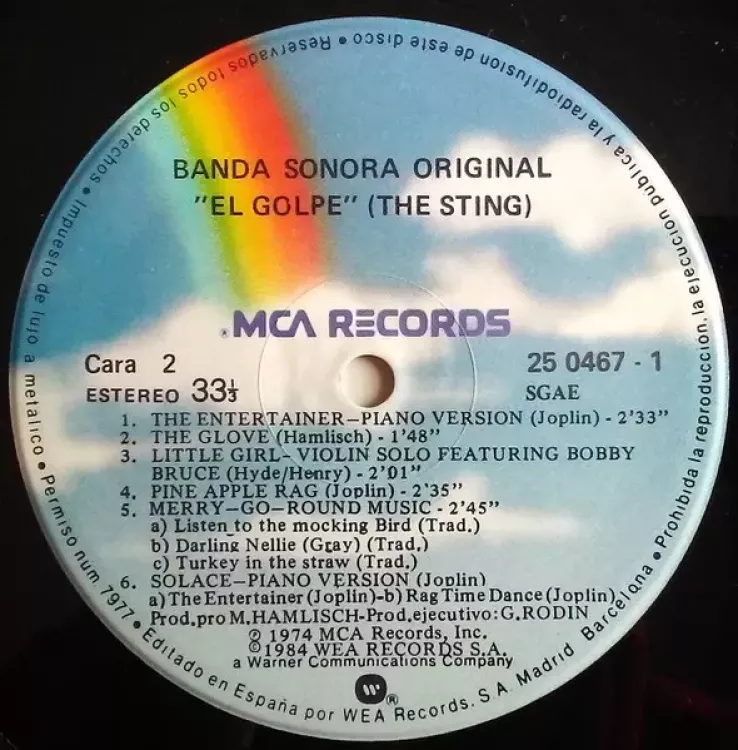 BANDA SONORA ORIGINAL
"EL GOLPE" (THE STING)
® MCA RECORDS
Cara 2
25 0467 - 1
ESTEREO 33⅓
SGAE
1. THE ENTERTAINER—PIANO VERSION (Joplin) - 2'33"
2. THE GLOVE (Hamlisch) - 1'48"
3. LITTLE GIRL- VIOLIN SOLO FEATURING BOBBY
BRUCE (Hyde/Henry) - 2'01"
4. PINE APPLE RAG (Joplin) - 2'35"
5. MERRY—GO—ROUND MUSIC - 2'45"
a) Listen to the mocking Bird (Trad.)
b) Darling Nellie (Gray) (Trad.)
c) Turkey in the straw (Trad.)
6. SOLACE—PIANO VERSION (Joplin)
a) The Entertainer (Joplin)-b) Rag Time Dance (Joplin)
Prod. pro M. HAMLISCH-Prod. ejecutivo: G. RODIN
℗ 1974 MCA Records, Inc.
© 1984 WEA RECORDS S.A.
a Warner Communications Company
W ®
Editado en España por WEA Records. S.A. Madrid Barcelona • Prohibida la reproducción, la ejecucion publica y la radiodifusion de este disco • Reservados todos los derechos • Impuesto de lujo a metalico • Permiso num. 7977 •